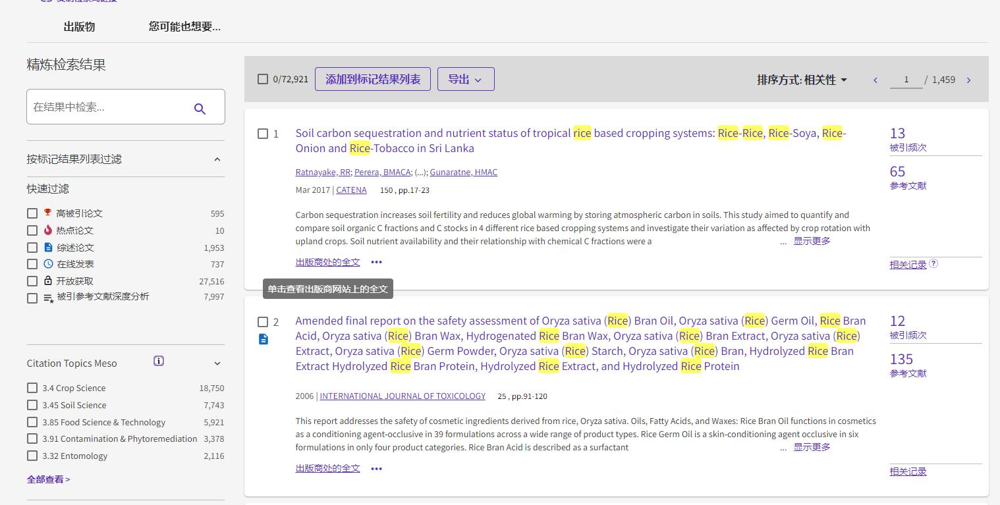 出版物
您可能也想要...
精炼检索结果
在结果中检索...
按标记结果列表过滤
快速过滤
高被引论文 595
热点论文 10
综述论文 1,953
在线发表 737
开放获取 27,516
被引参考文献深度分析 7,997
Citation Topics Meso
3.4 Crop Science 18,750
3.45 Soil Science 7,743
3.85 Food Science & Technology 5,921
3.91 Contamination & Phytoremediation 3,378
3.32 Entomology 2,116
全部查看 >
0/72,921 添加到标记结果列表 导出 排序方式: 相关性 1 / 1,459
1
Soil carbon sequestration and nutrient status of tropical rice based cropping systems: Rice-Rice, Rice-Soya, Rice-
Onion and Rice-Tobacco in Sri Lanka
Ratnayake, RR; Perera, BMACA; (...); Gunaratne, HMAC
Mar 2017 | CATENA 150 , pp.17-23
Carbon sequestration increases soil fertility and reduces global warming by storing atmospheric carbon in soils. This study aimed to quantify and
compare soil organic C fractions and C stocks in 4 different rice based cropping systems and investigate their variation as affected by crop rotation with
upland crops. Soil nutrient availability and their relationship with chemical C fractions were a ... 显示更多
出版商处的全文 •••
13
被引频次
65
参考文献
相关记录 ?
单击查看出版商网站上的全文
2
Amended final report on the safety assessment of Oryza sativa (Rice) Bran Oil, Oryza sativa (Rice) Germ Oil, Rice Bran
Acid, Oryza sativa (Rice) Bran Wax, Hydrogenated Rice Bran Wax, Oryza sativa (Rice) Bran Extract, Oryza sativa (Rice)
Extract, Oryza sativa (Rice) Germ Powder, Oryza sativa (Rice) Starch, Oryza sativa (Rice) Bran, Hydrolyzed Rice Bran
Extract Hydrolyzed Rice Bran Protein, Hydrolyzed Rice Extract, and Hydrolyzed Rice Protein
2006 | INTERNATIONAL JOURNAL OF TOXICOLOGY 25 , pp.91-120
This report addresses the safety of cosmetic ingredients derived from rice, Oryza sativa. Oils, Fatty Acids, and Waxes: Rice Bran Oil functions in cosmetics
as a conditioning agent-occlusive in 39 formulations across a wide range of product types. Rice Germ Oil is a skin-conditioning agent occlusive in six
formulations in only four product categories. Rice Bran Acid is described as a surfactant ... 显示更多
出版商处的全文 •••
12
被引频次
135
参考文献
相关记录